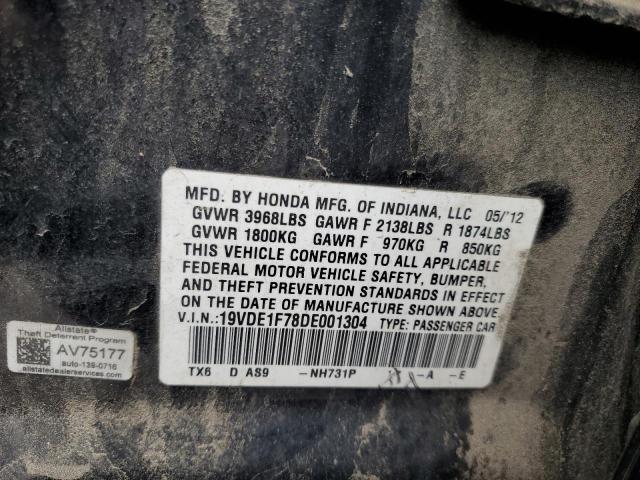 MFD. BY HONDA MFG. OF INDIANA, LLC 05/'12
GVWR 3968LBS GAWR F 2138LBS R 1874LBS
GVWR 1800KG GAWR F 970KG R 850KG
THIS VEHICLE CONFORMS TO ALL APPLICABLE
FEDERAL MOTOR VEHICLE SAFETY, BUMPER,
AND THEFT PREVENTION STANDARDS IN EFFECT
ON THE DATE OF MANUFACTURE SHOWN ABOVE.
V.I.N.:19VDE1F78DE001304 TYPE: PASSENGER CAR
TX6 D AS9 -NH731P -A -E
Allstate®
Theft Deterrent Program
AV75177
auto-139-0716
allstatedealerservices.com